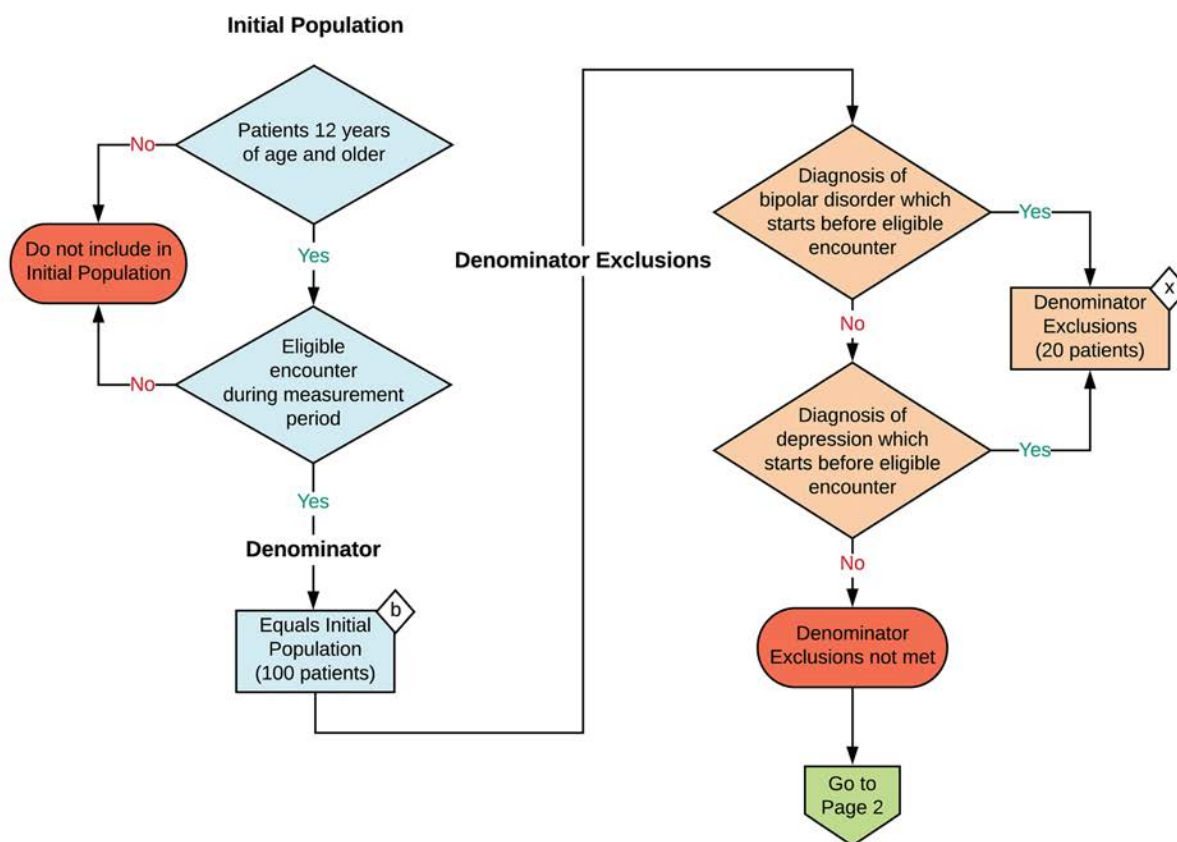 Initial Population
Patients 12 years
of age and older
No
Do not include in
Initial Population
Yes
Eligible
encounter
during measurement
period
No
Yes
Denominator
b
Equals Initial
Population
(100 patients)
Denominator Exclusions
Diagnosis of
bipolar disorder which
starts before eligible
encounter
Yes
x
Denominator
Exclusions
(20 patients)
No
Diagnosis of
depression which
starts before eligible
encounter
Yes
No
Denominator
Exclusions not met
Go to
Page 2